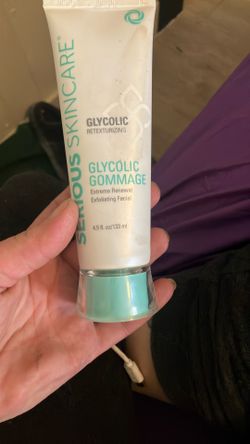 SERIOUS SKINCARE®
GLYCOLIC
RETEXTURIZING
GLYCOLIC
GOMMAGE
Extreme Renewal
Exfoliating Facial
4.5 fl. oz/133 ml